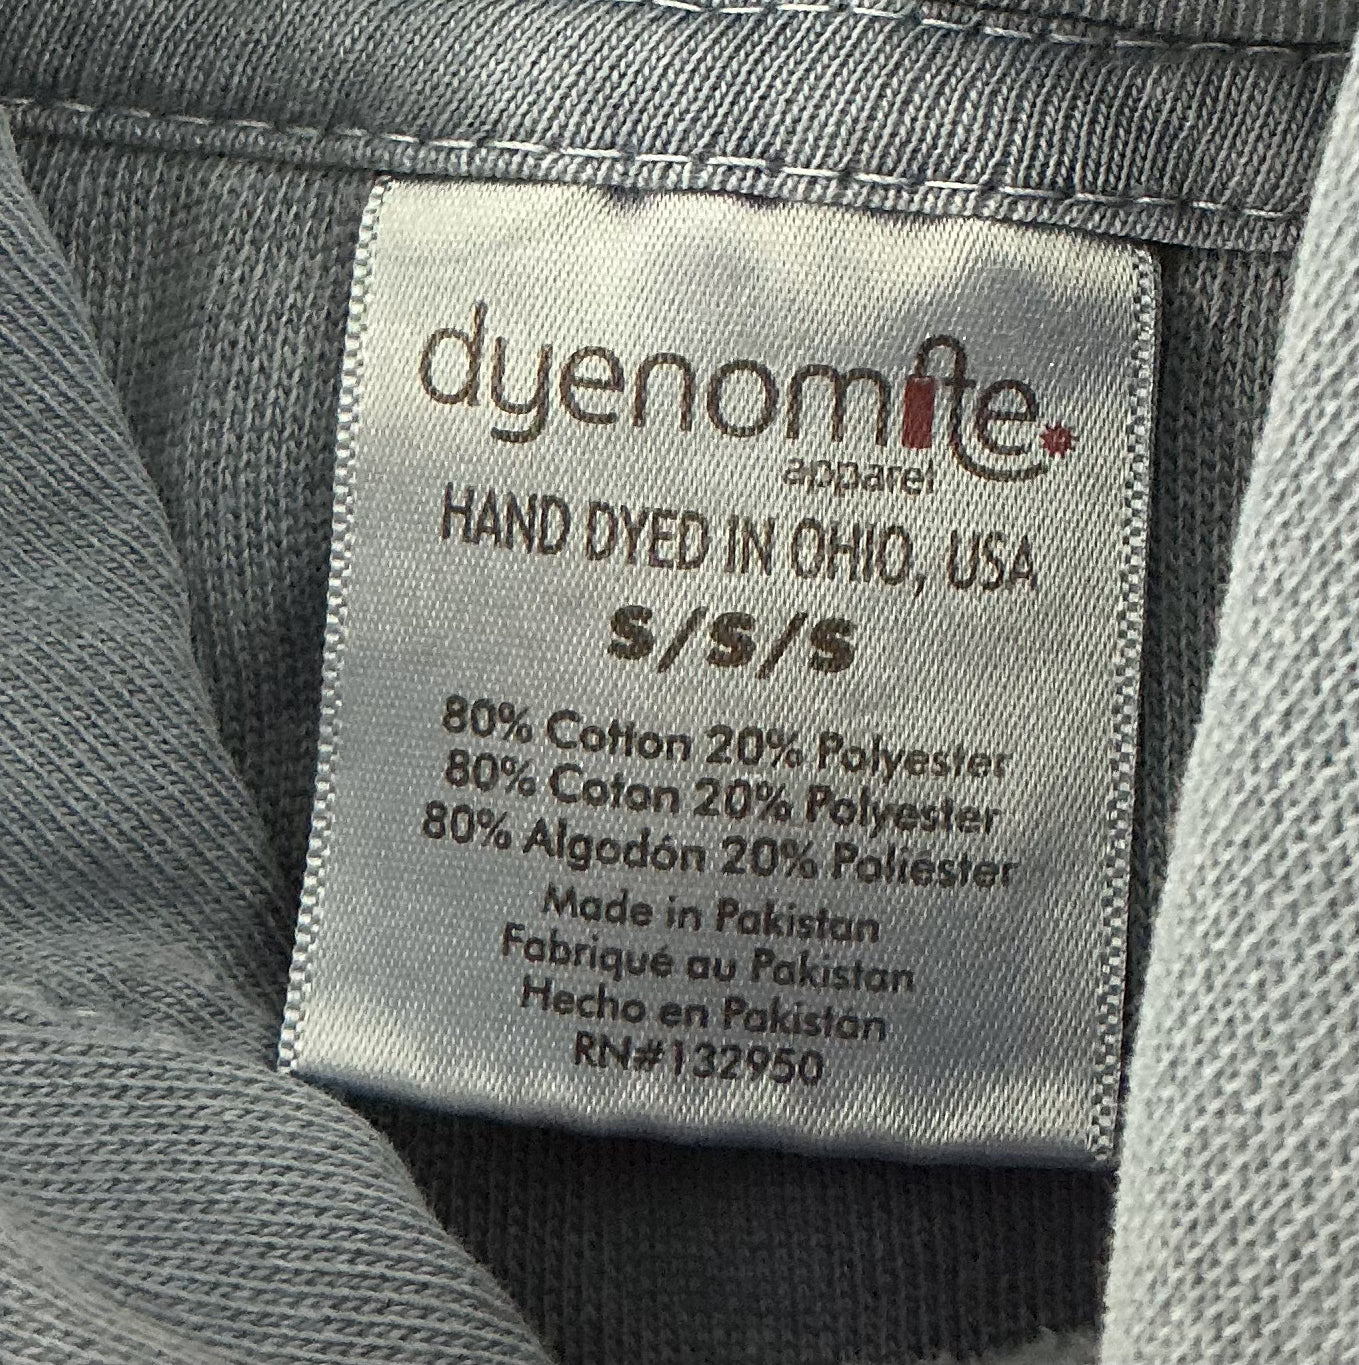 dyenomite.
apparel
HAND DYED IN OHIO, USA
S/S/S
80% Cotton 20% Polyester
80% Coton 20% Polyester
80% Algodón 20% Poliéster
Made in Pakistan
Fabriqué au Pakistan
Hecho en Pakistan
RN#132950